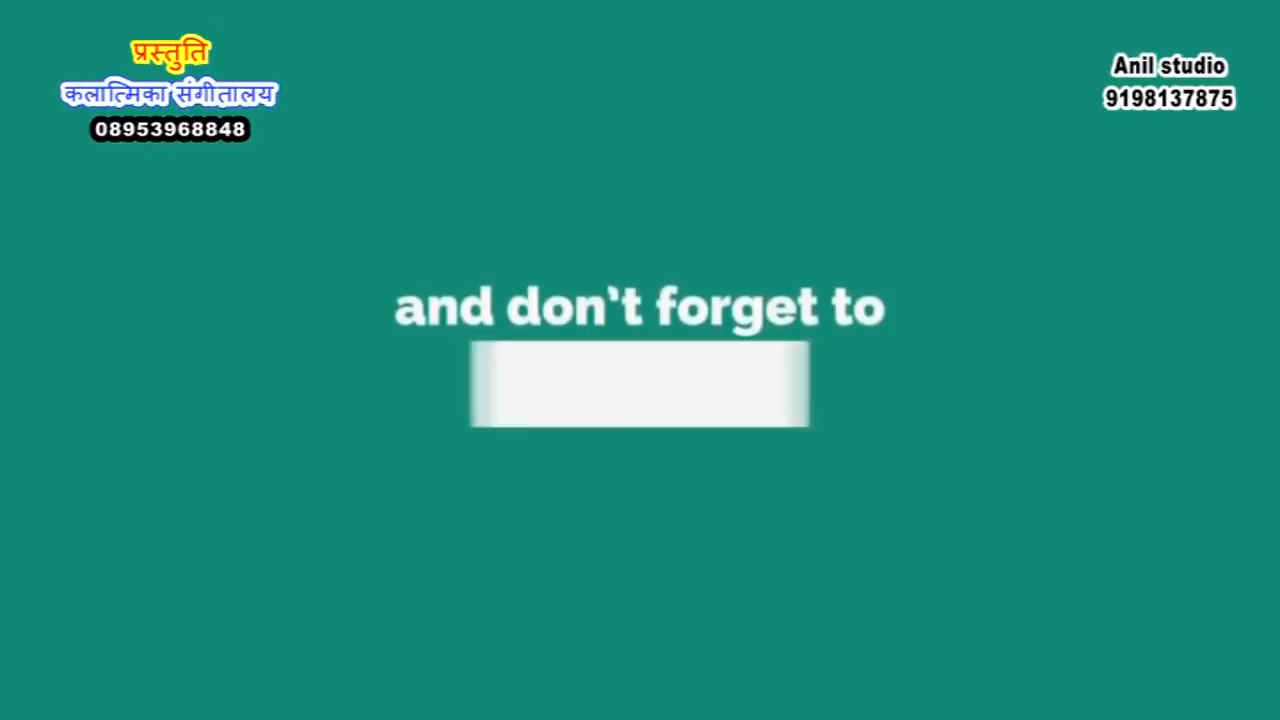 प्रस्तुति
कलात्मिका संगीतालय
08953968848
Anil studio
9198137875
and don't forget to